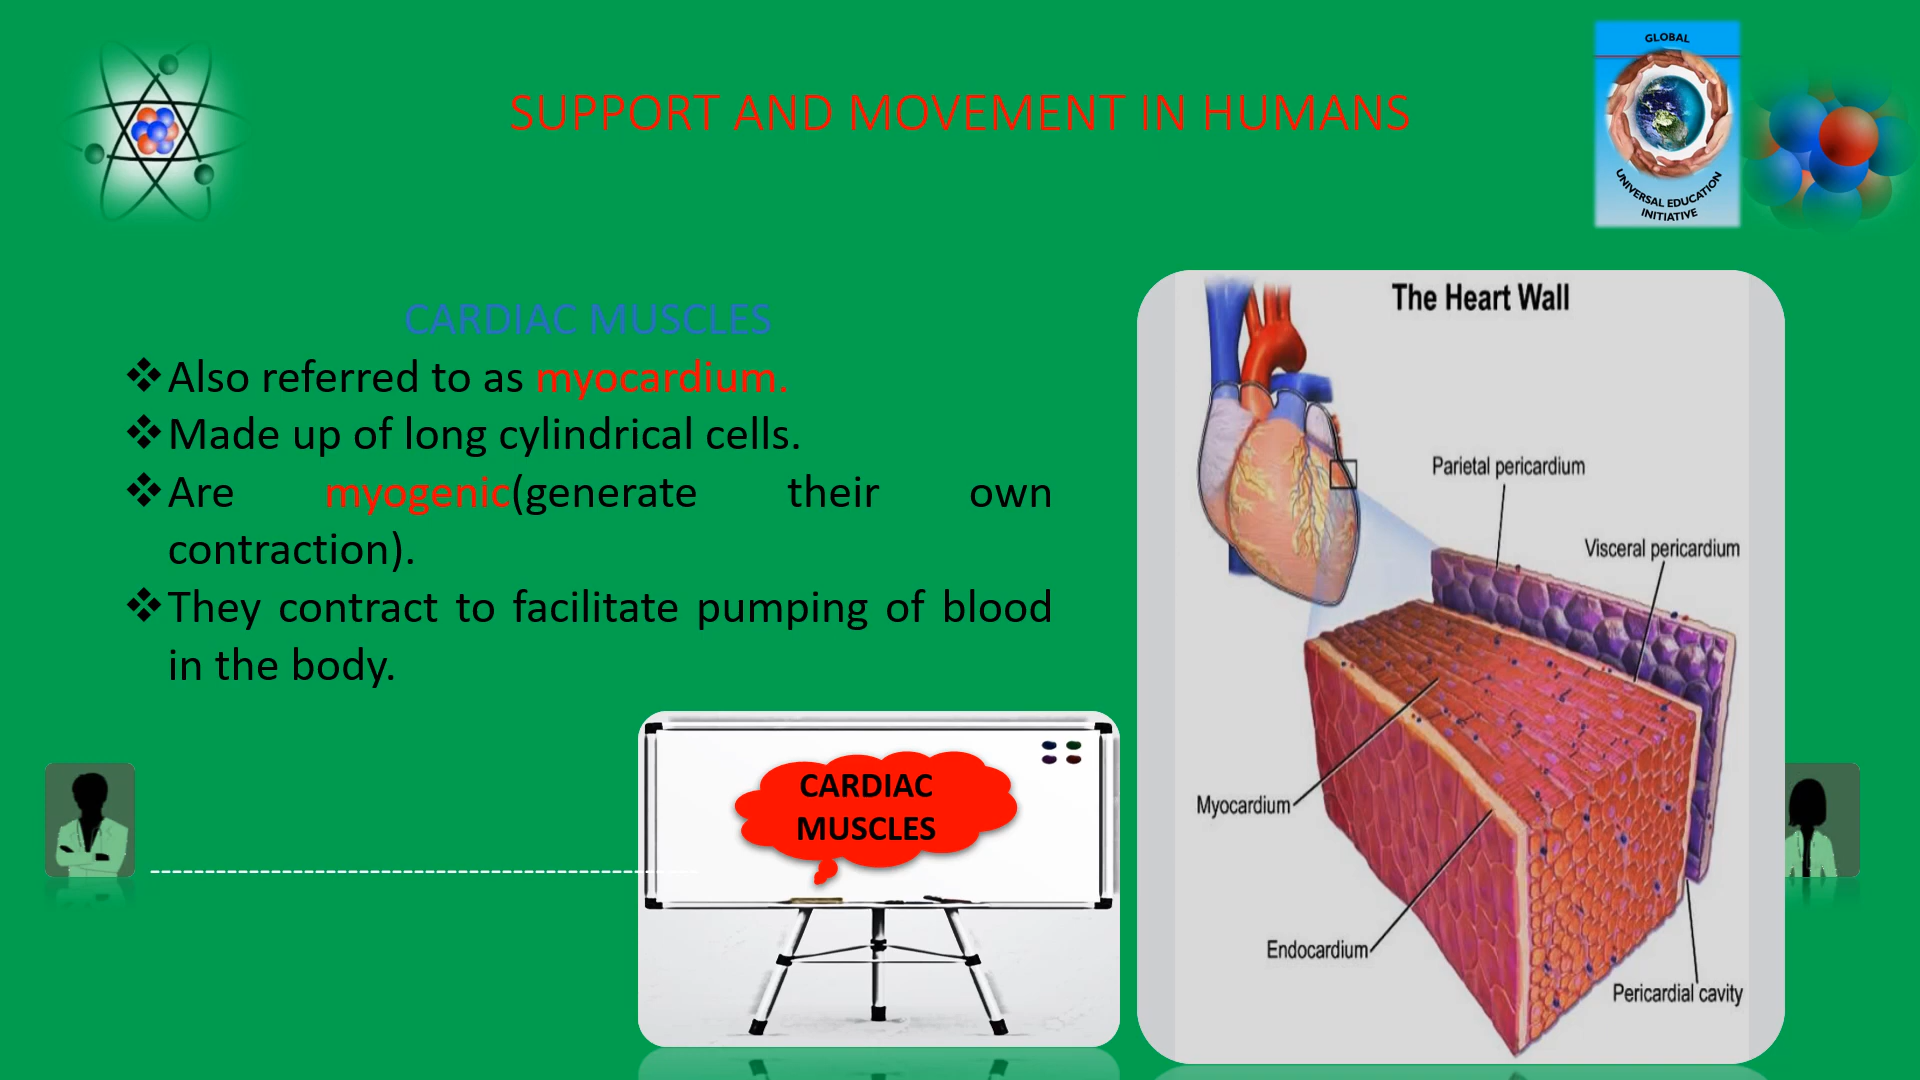 SUPPORT AND MOVEMENT IN HUMANS
GLOBAL
UNIVERSAL EDUCATION
INITIATIVE
CARDIAC MUSCLES
❖Also referred to as myocardium.
❖Made up of long cylindrical cells.
❖Are myogenic(generate their own
contraction).
❖They contract to facilitate pumping of blood
in the body.
CARDIAC
MUSCLES
The Heart Wall
Parietal pericardium
Visceral pericardium
Myocardium
Endocardium
Pericardial cavity